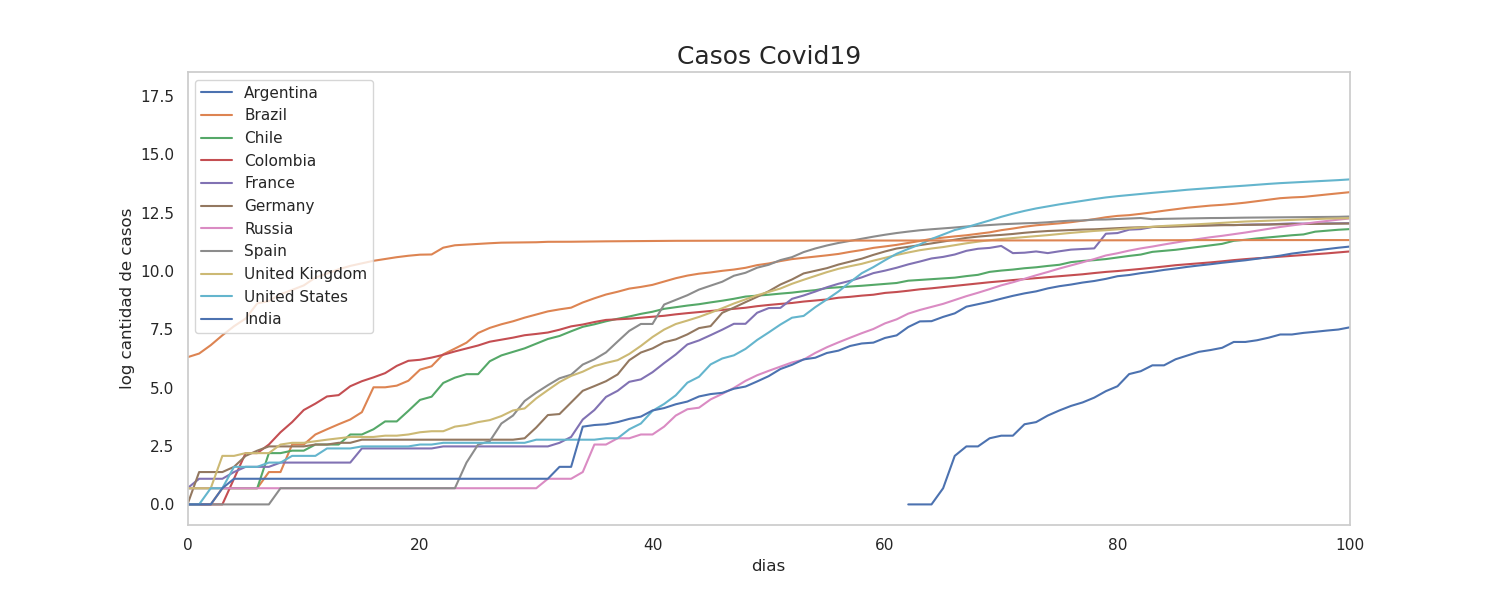 Casos Covid19
17.5
15.0
12.5
10.0
7.5
5.0
2.5
0.0
log cantidad de casos
Argentina
Brazil
Chile
Colombia
France
Germany
Russia
Spain
United Kingdom
United States
India
0 20 40 60 80 100
dias